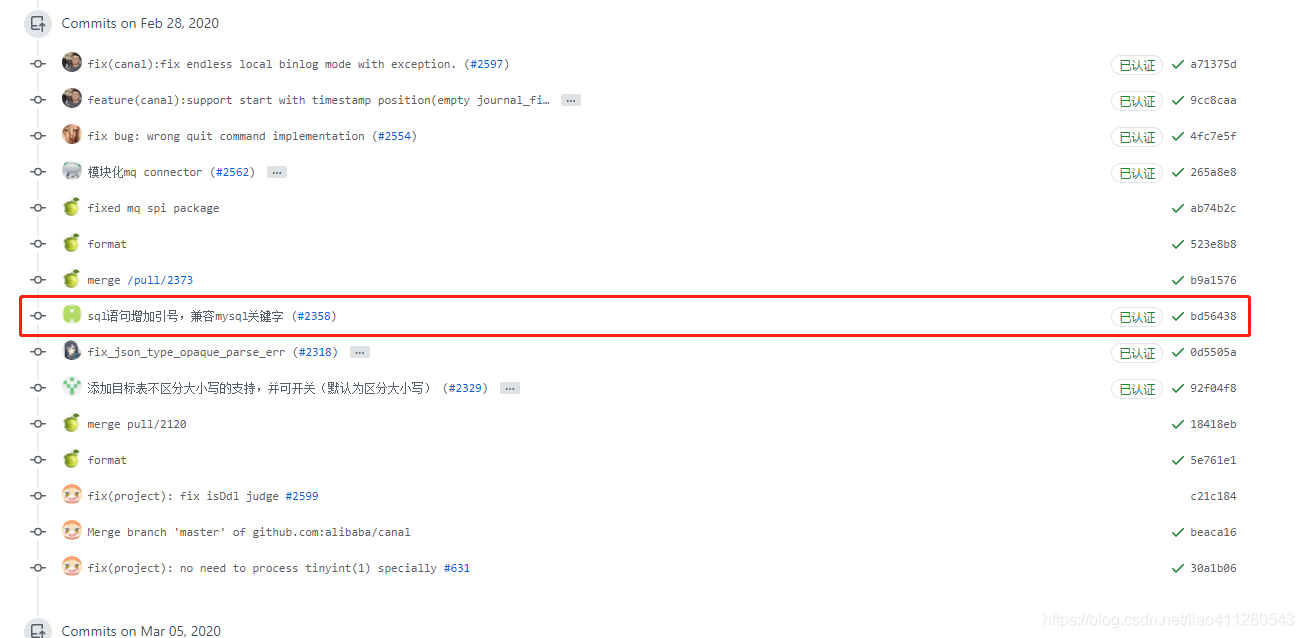 Commits on Feb 28, 2020
fix(canal):fix endless local binlog mode with exception. (#2597) 已认证 a71375d
feature(canal):support start with timestamp position(empty journal_fi… ... 已认证 9cc8caa
fix bug: wrong quit command implementation (#2554) 已认证 4fc7e5f
模块化mq connector (#2562) ... 已认证 265a8e8
fixed mq spi package ab74b2c
format 523e8b8
merge /pull/2373 b9a1576
sql语句增加引号，兼容mysql关键字 (#2358) 已认证 bd56438
fix_json_type_opaque_parse_err (#2318) ... 已认证 0d5505a
添加目标表不区分大小写的支持，并可开关（默认为区分大小写） (#2329) ... 已认证 92f04f8
merge pull/2120 18418eb
format 5e761e1
fix(project): fix isDdl judge #2599 c21c184
Merge branch 'master' of github.com:alibaba/canal beaca16
fix(project): no need to process tinyint(1) specially #631 30a1b06
https://blog.csdn.net/liao411280543
Commits on Mar 05, 2020